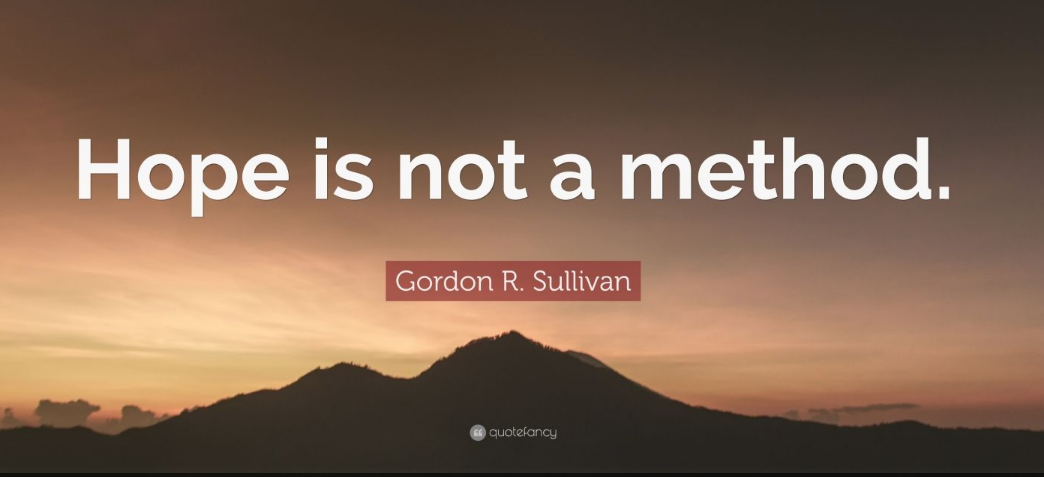 Hope is not a method.
Gordon R. Sullivan
quotefancy